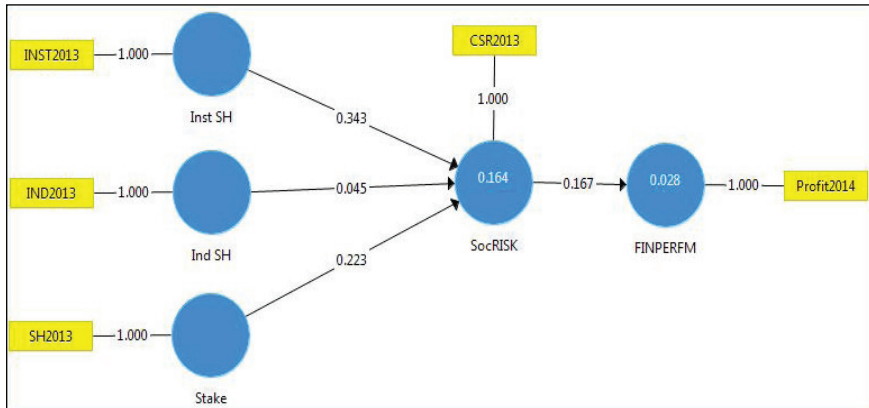 INST2013
1.000
Inst SH
0.343
CSR2013
1.000
IND2013
1.000
Ind SH
0.045
0.164
SocRISK
0.167
0.028
FINPERFM
1.000
Profit2014
0.223
SH2013
1.000
Stake